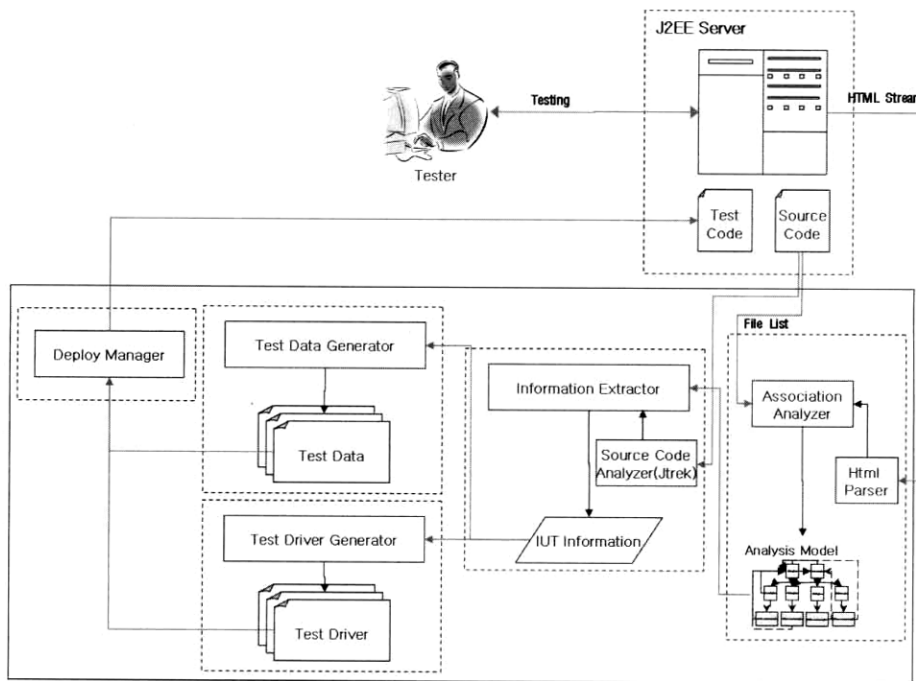 J2EE Server
Testing
HTML Stream
Tester
Test
Code
Source
Code
File List
Deploy Manager
Test Data Generator
Test Data
Information Extractor
Source Code
Analyzer(Jtrek)
IUT Information
Association
Analyzer
Html
Parser
Test Driver Generator
Test Driver
Analysis Model